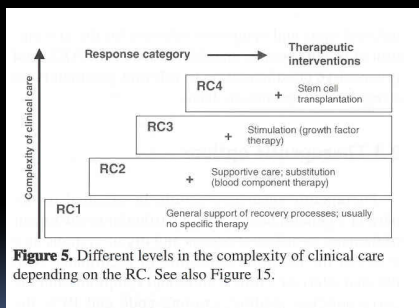 Response category
Therapeutic
interventions
Complexity of clinical care
RC4
+
Stem cell
transplantation
RC3
+
Stimulation (growth factor
therapy)
RC2
+
Supportive care; substitution
(blood component therapy)
RC1
General support of recovery processes; usually
no specific therapy
Figure 5. Different levels in the complexity of clinical care
depending on the RC. See also Figure 15.